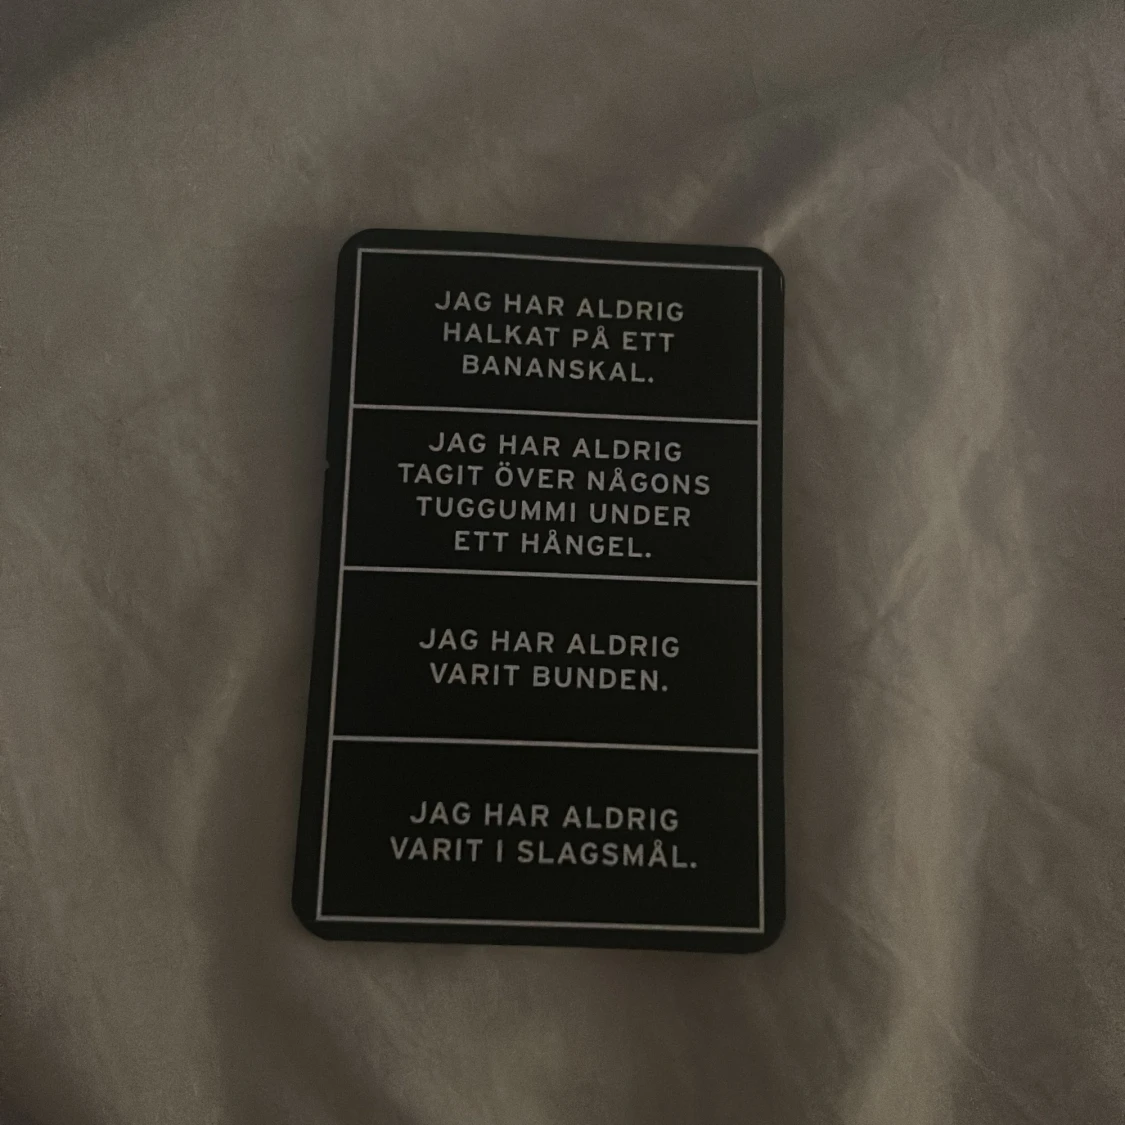 JAG HAR ALDRIG
HALKAT PÅ ETT
BANANSKAL.
JAG HAR ALDRIG
TAGIT ÖVER NÅGONS
TUGGUMMI UNDER
ETT HÅNGEL.
JAG HAR ALDRIG
VARIT BUNDEN.
JAG HAR ALDRIG
VARIT I SLAGSMÅL.